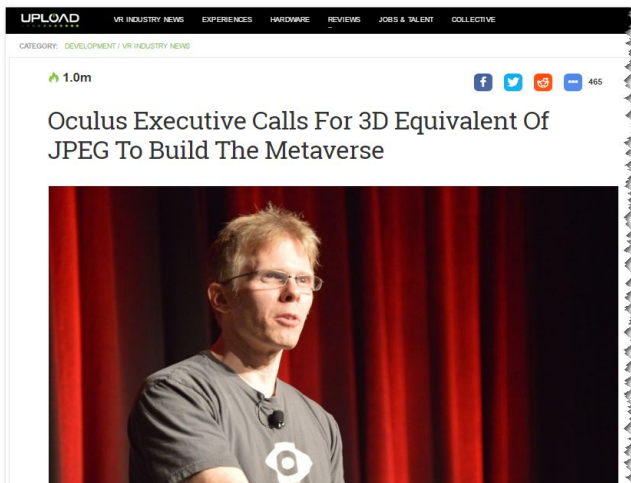 UPLOAD
VR INDUSTRY NEWS EXPERIENCES HARDWARE REVIEWS JOBS & TALENT COLLECTIVE
CATEGORY: DEVELOPMENT / VR INDUSTRY NEWS
1.0m
465
Oculus Executive Calls For 3D Equivalent Of
JPEG To Build The Metaverse